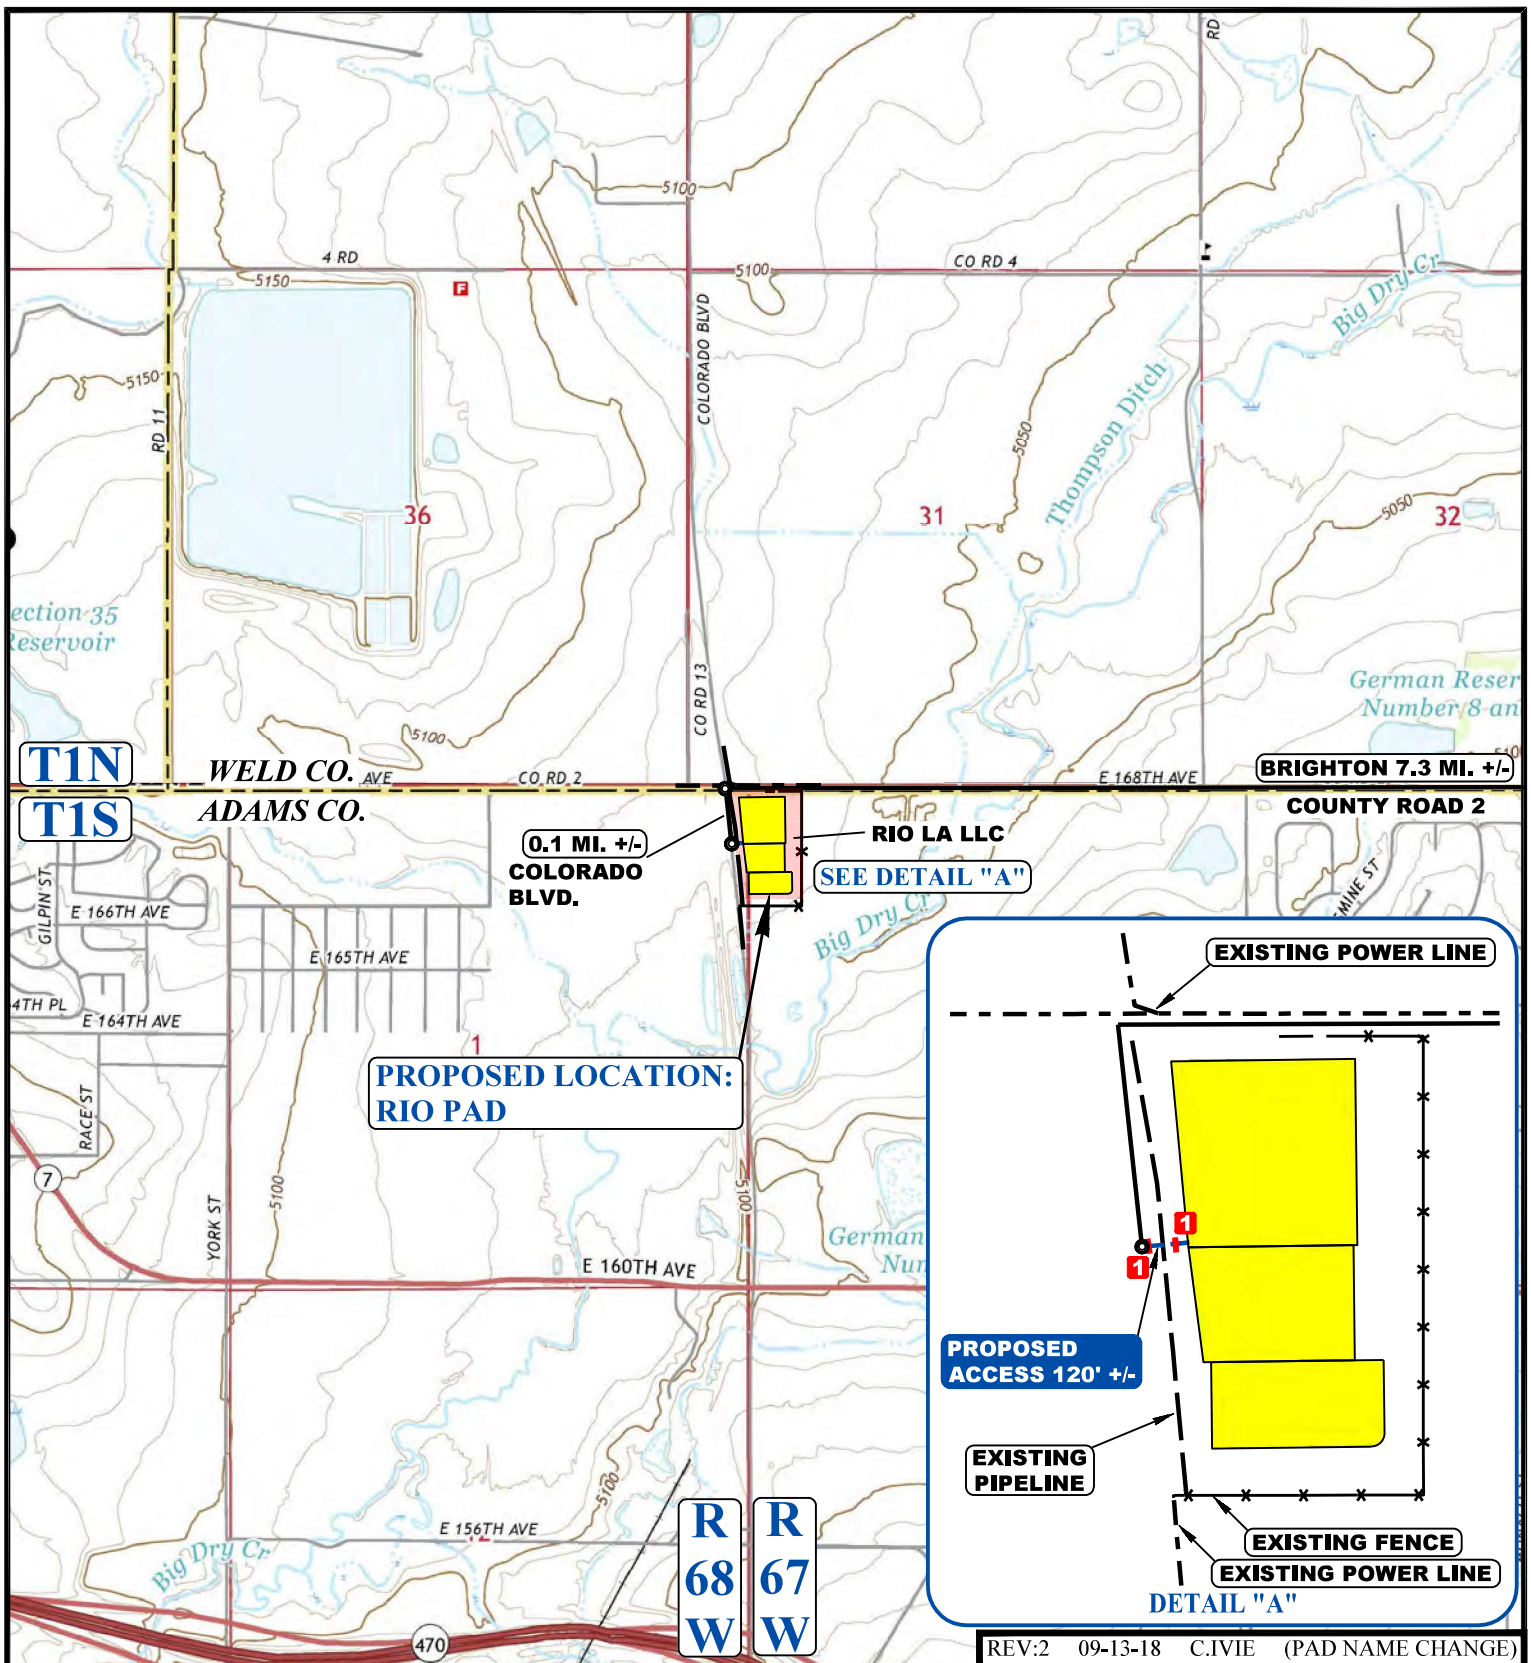 RD
5100
4 RD
5150
F
5100
CO RD 4
COLORADO BLVD
Big Dry Cr
5150
RD 11
Thompson Ditch
5050
5050
36
31
32
ection 35
Reservoir
CO RD 13
German Reser
Number 8 an
5100
T1N
WELD CO.
AVE
CO RD 2
E 168TH AVE
BRIGHTON 7.3 MI. +/-
T1S
ADAMS CO.
COUNTY ROAD 2
0.1 MI. +/-
COLORADO
BLVD.
RIO LA LLC
SEE DETAIL "A"
GILPIN ST
E 166TH AVE
MINE ST
Big Dry Cr
E 165TH AVE
4TH PL
E 164TH AVE
1
PROPOSED LOCATION:
RIO PAD
RACE ST
7
YORK ST
5100
5100
German
Num
E 160TH AVE
5100
E 156TH AVE
12
Big Dry Cr
470
R
68
W
R
67
W
EXISTING POWER LINE
1
1
PROPOSED
ACCESS 120' +/-
EXISTING
PIPELINE
EXISTING FENCE
EXISTING POWER LINE
DETAIL "A"
REV:2 09-13-18 C.IVIE (PAD NAME CHANGE)